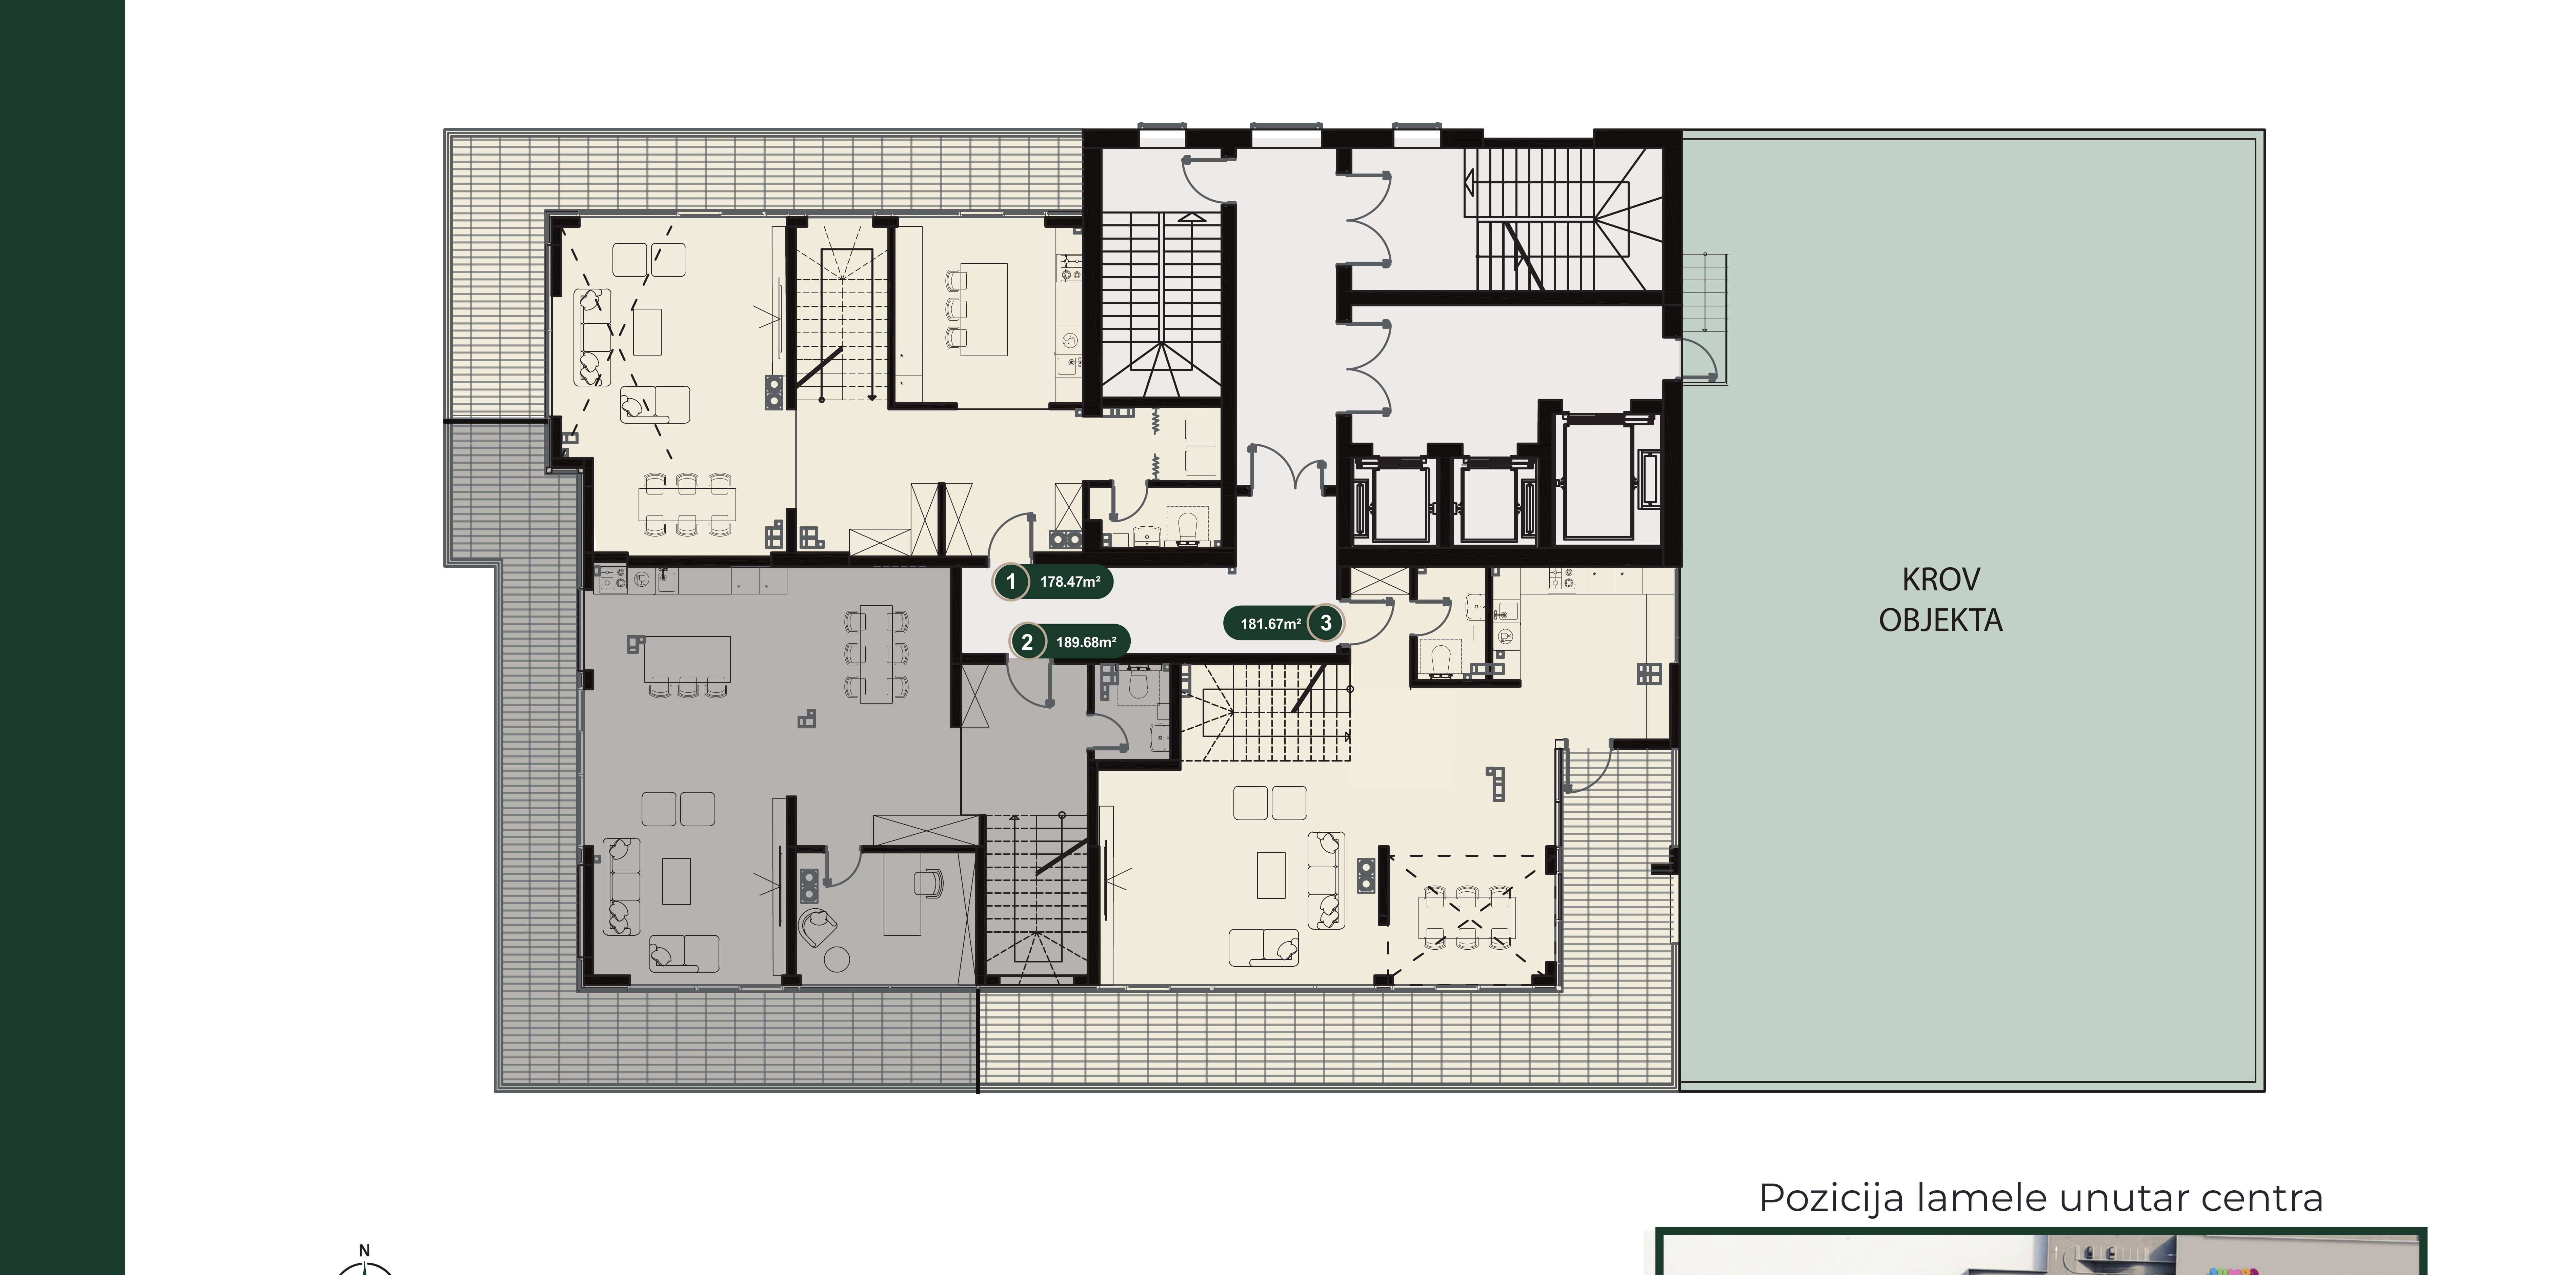 1 178.47m²
2 189.68m²
181.67m² 3
KROV
OBJEKTA
Pozicija lamele unutar centra
N